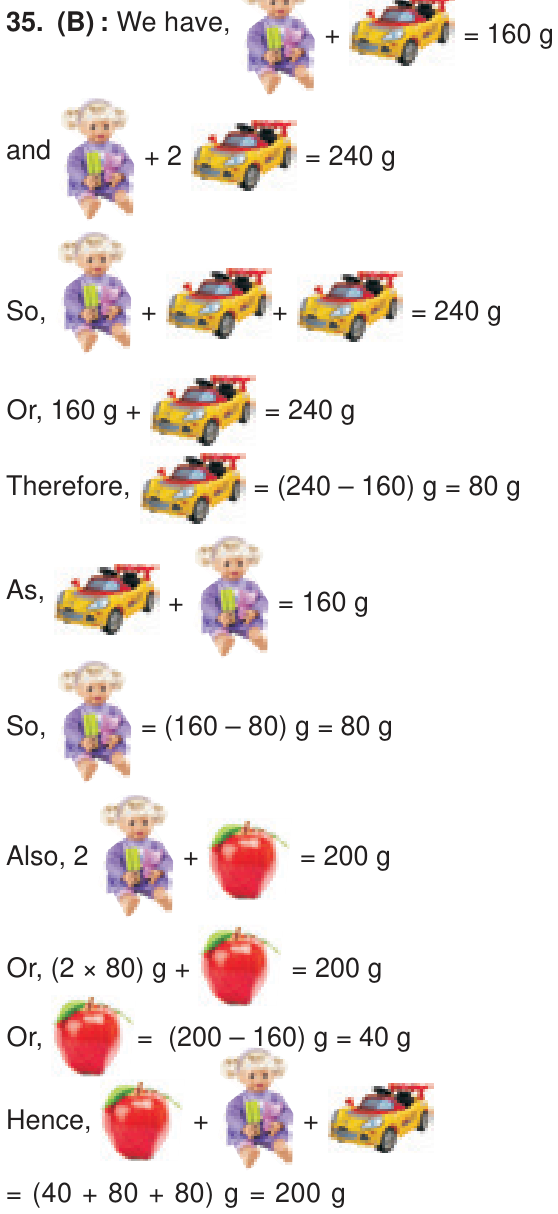 35. (B) : We have, + = 160 g
and + 2 = 240 g
So, + + = 240 g
Or, 160 g + = 240 g
Therefore, = (240 – 160) g = 80 g
As, + = 160 g
So, = (160 – 80) g = 80 g
Also, 2 + = 200 g
Or, (2 × 80) g + = 200 g
Or, = (200 – 160) g = 40 g
Hence, + +
= (40 + 80 + 80) g = 200 g